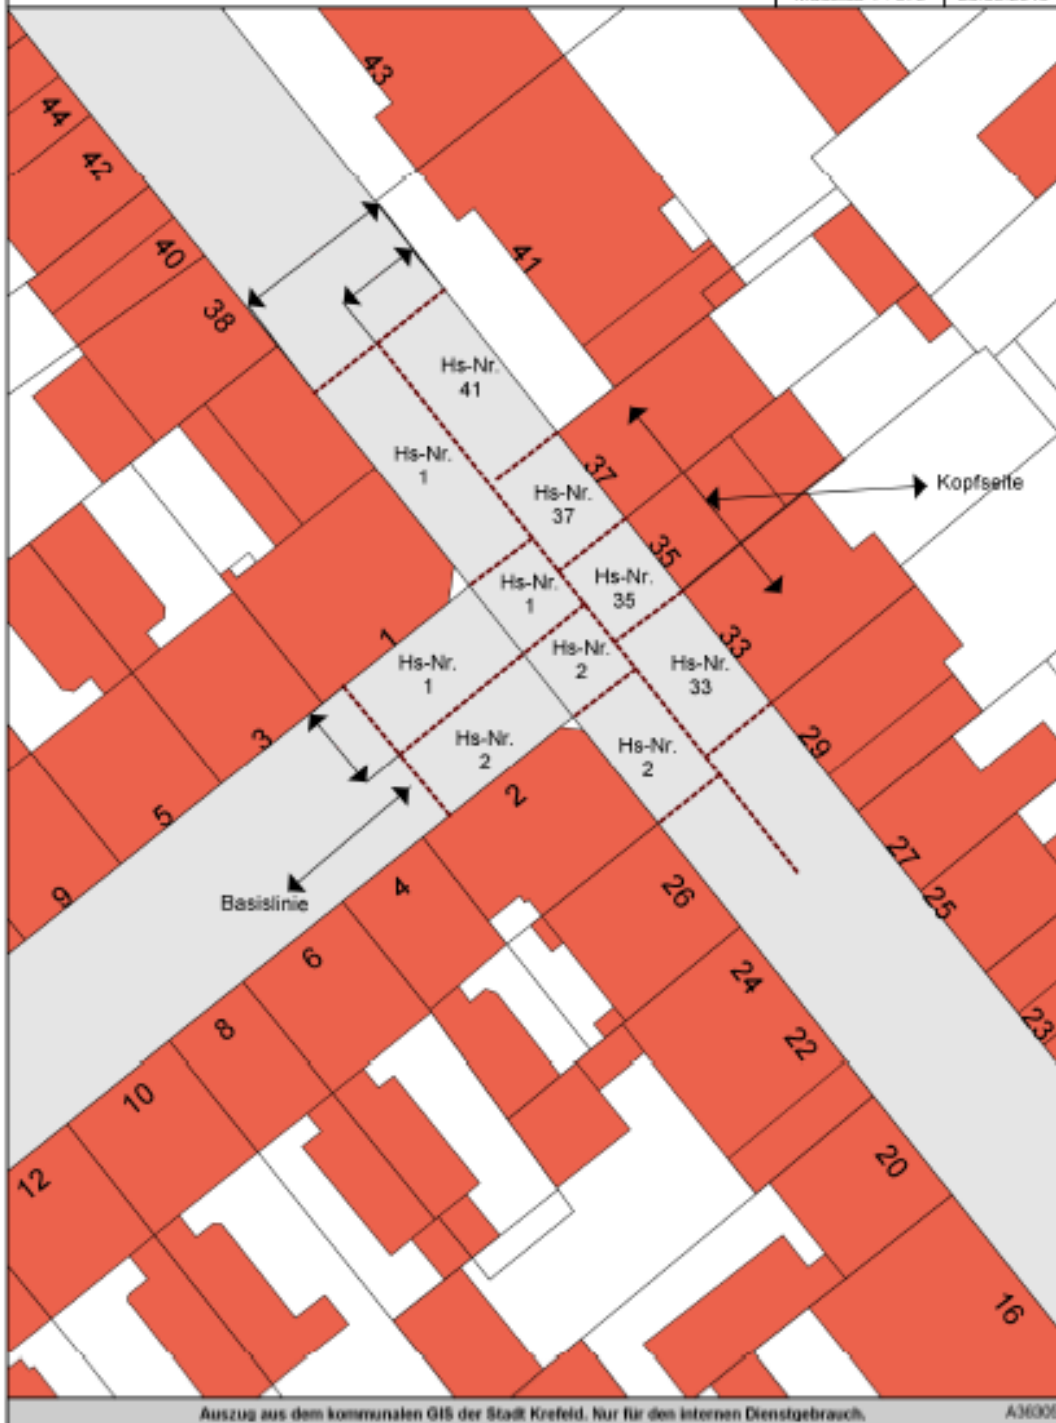 43
44
42
40
41
38
Hs-Nr.
41
Hs-Nr.
1
37
Kopfseite
Hs-Nr.
37
35
Hs-Nr.
1
Hs-Nr.
35
1
33
Hs-Nr.
1
Hs-Nr.
2
Hs-Nr.
33
3
29
Hs-Nr.
2
Hs-Nr.
2
5
2
27
9
4
26
25
Basislinie
6
24
23
8
22
10
20
12
16
Auszug aus dem kommunalen GIS der Stadt Krefeld. Nur für den internen Dienstgebrauch.